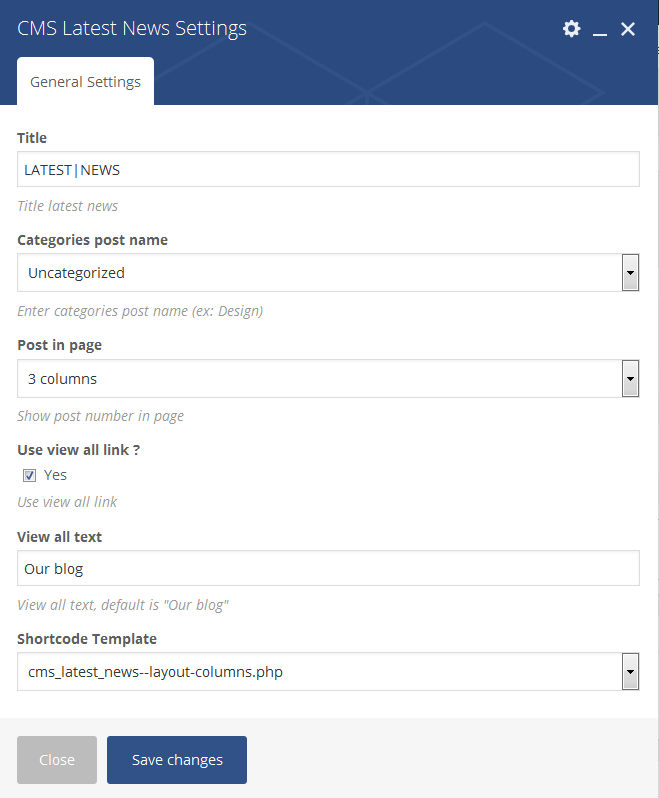 CMS Latest News Settings
General Settings
Title
LATEST|NEWS
Title latest news
Categories post name
Uncategorized
Enter categories post name (ex: Design)
Post in page
3 columns
Show post number in page
Use view all link ?
Yes
Use view all link
View all text
Our blog
View all text, default is "Our blog"
Shortcode Template
cms_latest_news--layout-columns.php
Close
Save changes